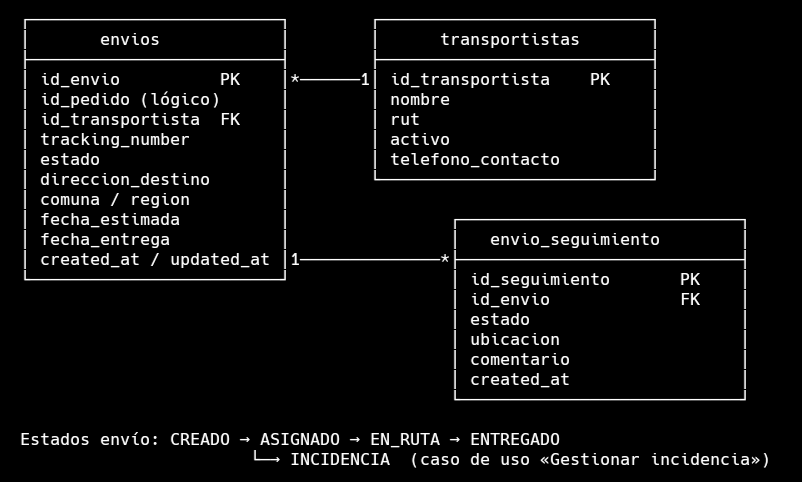 envios
id_envio PK
id_pedido (lógico)
id_transportista FK
tracking_number
estado
direccion_destino
comuna / region
fecha_estimada
fecha_entrega
created_at / updated_at
* 1
transportistas
id_transportista PK
nombre
rut
activo
telefono_contacto
1 *
envio_seguimiento
id_seguimiento PK
id_envio FK
estado
ubicacion
comentario
created_at
Estados envío: CREADO → ASIGNADO → EN_RUTA → ENTREGADO
└─→ INCIDENCIA (caso de uso «Gestionar incidencia»)